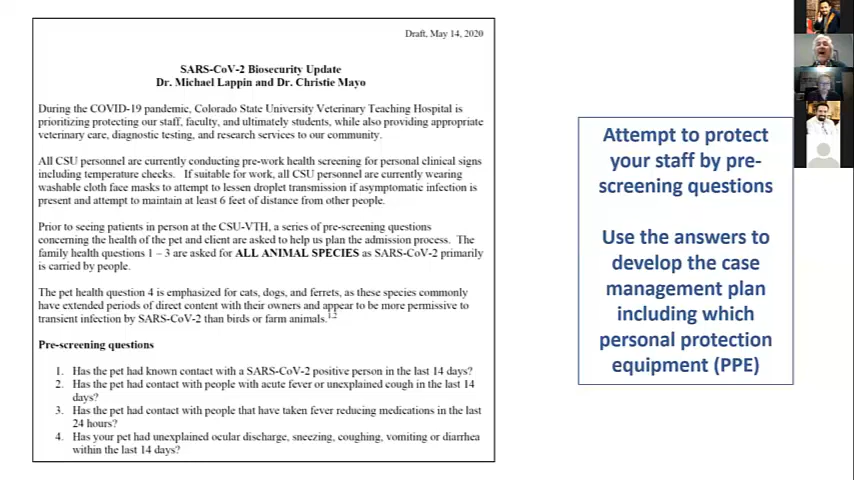 Draft, May 14, 2020
SARS-CoV-2 Biosecurity Update
Dr. Michael Lappin and Dr. Christie Mayo
During the COVID-19 pandemic, Colorado State University Veterinary Teaching Hospital is
prioritizing protecting our staff, faculty, and ultimately students, while also providing appropriate
veterinary care, diagnostic testing, and research services to our community.
All CSU personnel are currently conducting pre-work health screening for personal clinical signs
including temperature checks.  If suitable for work, all CSU personnel are currently wearing
washable cloth face masks to attempt to lessen droplet transmission if asymptomatic infection is
present and attempt to maintain at least 6 feet of distance from other people.
Prior to seeing patients in person at the CSU-VTH, a series of pre-screening questions
concerning the health of the pet and client are asked to help us plan the admission process.  The
family health questions 1 – 3 are asked for ALL ANIMAL SPECIES as SARS-CoV-2 primarily
is carried by people.
The pet health question 4 is emphasized for cats, dogs, and ferrets, as these species commonly
have extended periods of direct content with their owners and appear to be more permissive to
transient infection by SARS-CoV-2 than birds or farm animals.1,2
Pre-screening questions
1. Has the pet had known contact with a SARS-CoV-2 positive person in the last 14 days?
2. Has the pet had contact with people with acute fever or unexplained cough in the last 14
days?
3. Has the pet had contact with people that have taken fever reducing medications in the last
24 hours?
4. Has your pet had unexplained ocular discharge, sneezing, coughing, vomiting or diarrhea
within the last 14 days?
Attempt to protect
your staff by pre-
screening questions
Use the answers to
develop the case
management plan
including which
personal protection
equipment (PPE)